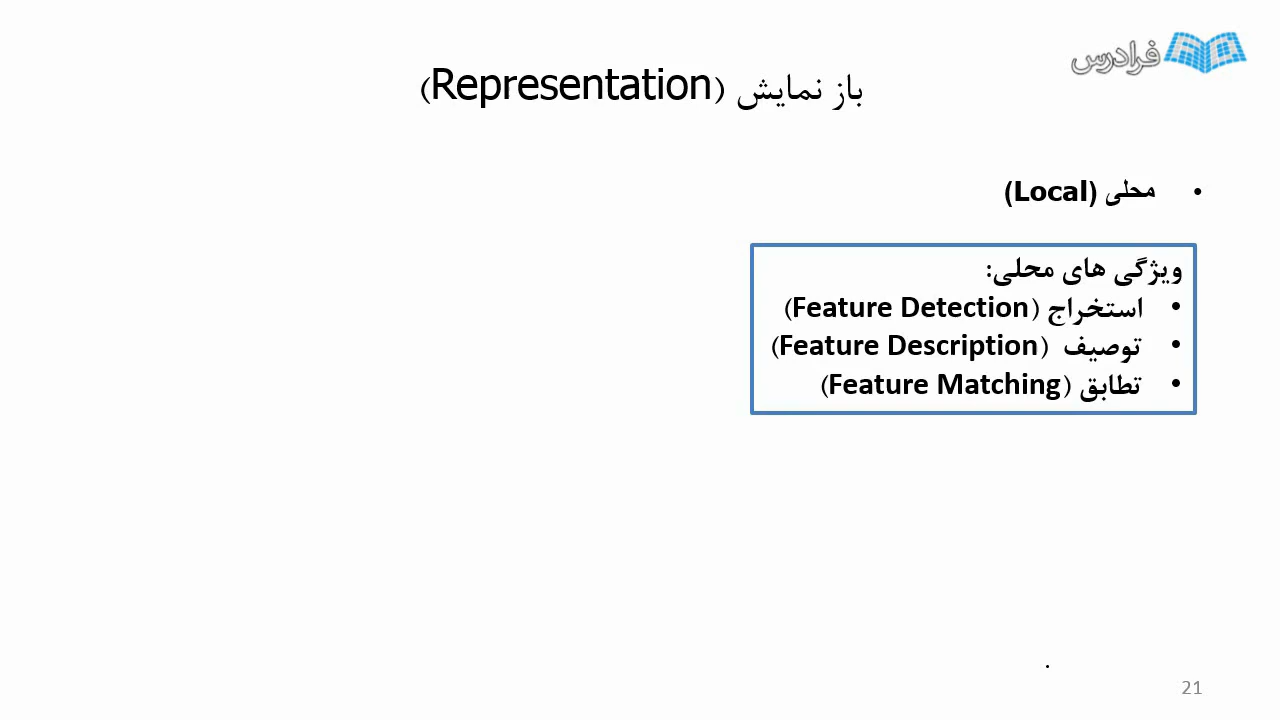 فرادرس
باز نمایش (Representation)
• محلی (Local)
ویژگی های محلی:
• استخراج (Feature Detection)
• توصیف (Feature Description)
• تطابق (Feature Matching)
21